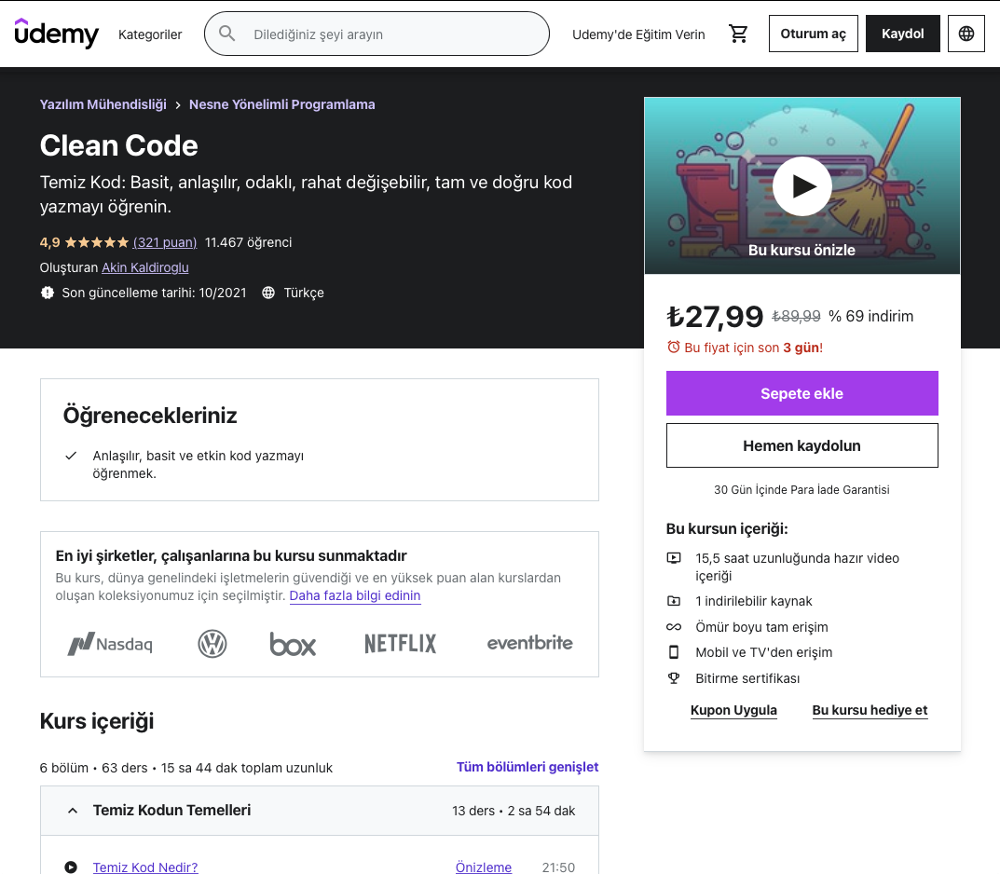 udemy
Kategoriler
Dilediğiniz şeyi arayın
Udemy'de Eğitim Verin
Oturum aç
Kaydol
Yazılım Mühendisliği > Nesne Yönelimli Programlama
Clean Code
Temiz Kod: Basit, anlaşılır, odaklı, rahat değişebilir, tam ve doğru kod
yazmayı öğrenin.
4,9 ★★★★★ (321 puan) 11.467 öğrenci
Oluşturan Akin Kaldiroglu
Son güncelleme tarihi: 10/2021 Türkçe
Bu kursu önizle
₺27,99 ₺89,99 % 69 indirim
Bu fiyat için son 3 gün!
Sepete ekle
Hemen kaydolun
30 Gün İçinde Para İade Garantisi
Bu kursun içeriği:
15,5 saat uzunluğunda hazır video
içeriği
1 indirilebilir kaynak
Ömür boyu tam erişim
Mobil ve TV'den erişim
Bitirme sertifikası
Kupon Uygula
Bu kursu hediye et
Öğrenecekleriniz
Anlaşılır, basit ve etkin kod yazmayı
öğrenmek.
En iyi şirketler, çalışanlarına bu kursu sunmaktadır
Bu kurs, dünya genelindeki işletmelerin güvendiği ve en yüksek puan alan kurslardan
oluşan koleksiyonumuz için seçilmiştir. Daha fazla bilgi edinin
Nasdaq
box
NETFLIX
eventbrite
Kurs içeriği
6 bölüm • 63 ders • 15 sa 44 dak toplam uzunluk
Tüm bölümleri genişlet
Temiz Kodun Temelleri
13 ders • 2 sa 54 dak
Temiz Kod Nedir?
Önizleme
21:50